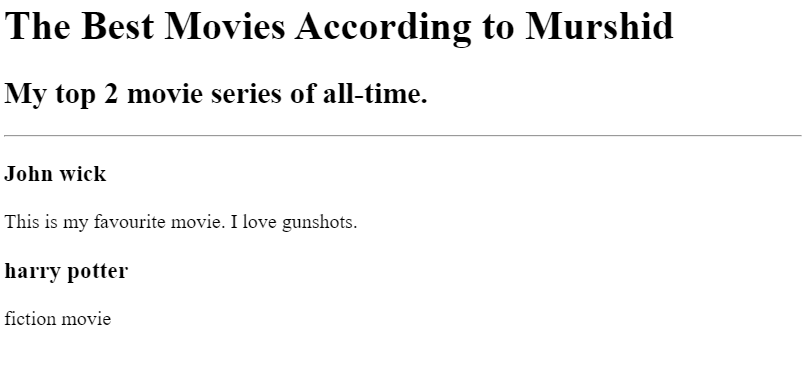 The Best Movies According to Murshid
My top 2 movie series of all-time.
John wick
This is my favourite movie. I love gunshots.
harry potter
fiction movie